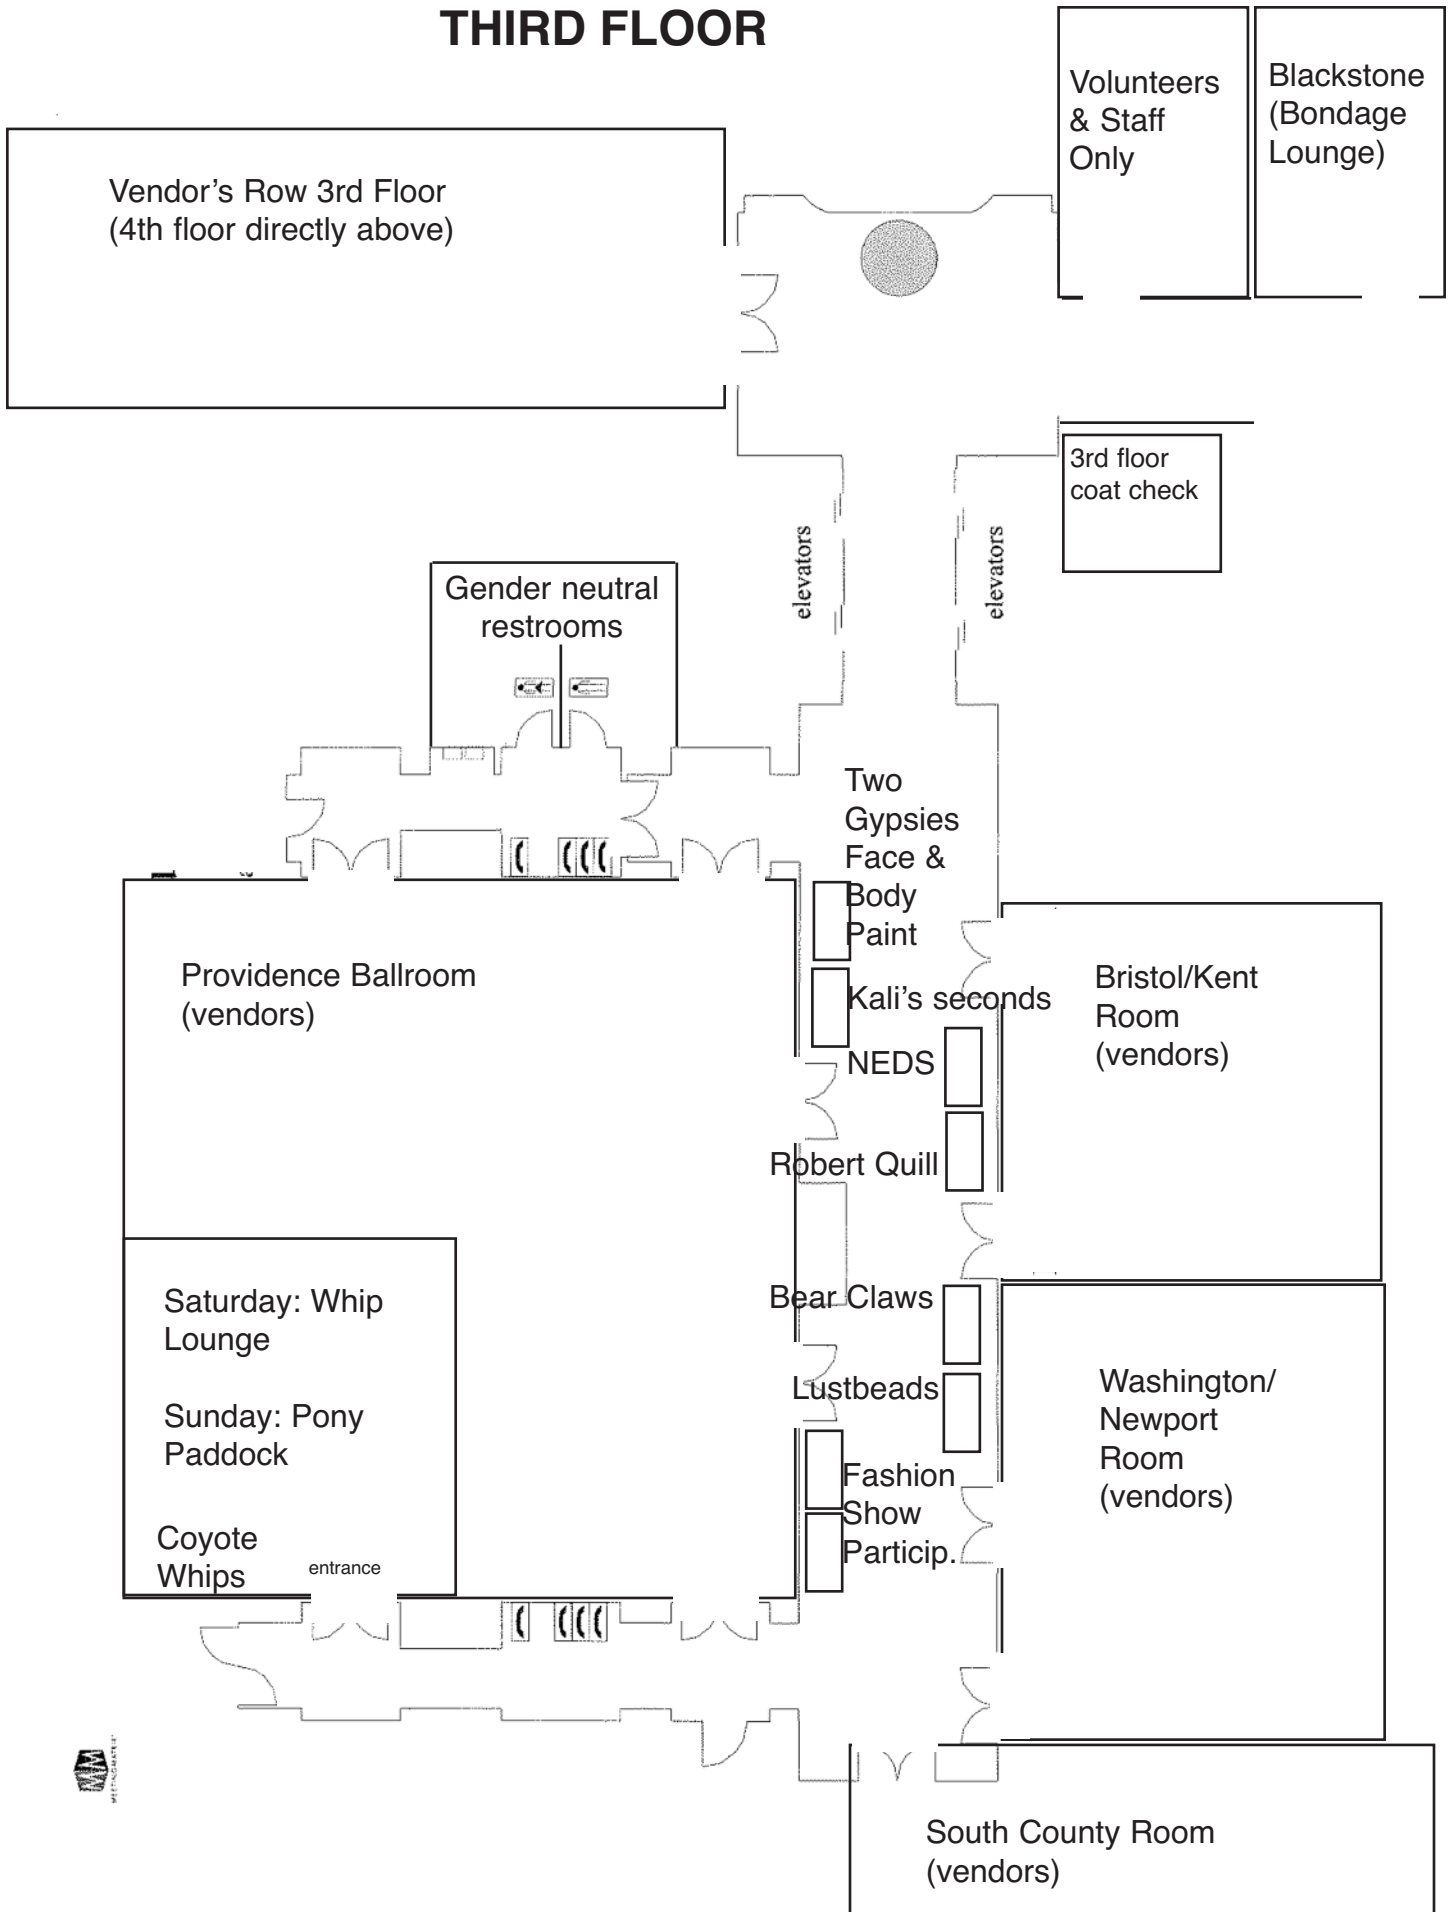 THIRD FLOOR
Volunteers
& Staff
Only
Blackstone
(Bondage
Lounge)
Vendor's Row 3rd Floor
(4th floor directly above)
3rd floor
coat check
elevators
elevators
Gender neutral
restrooms
Two
Gypsies
Face &
Body
Paint
Providence Ballroom
(vendors)
Kali's seconds
NEDS
Bristol/Kent
Room
(vendors)
Robert Quill
Bear Claws
Lustbeads
Saturday: Whip
Lounge
Sunday: Pony
Paddock
Coyote
Whips
entrance
Fashion
Show
Particip.
Washington/
Newport
Room
(vendors)
South County Room
(vendors)